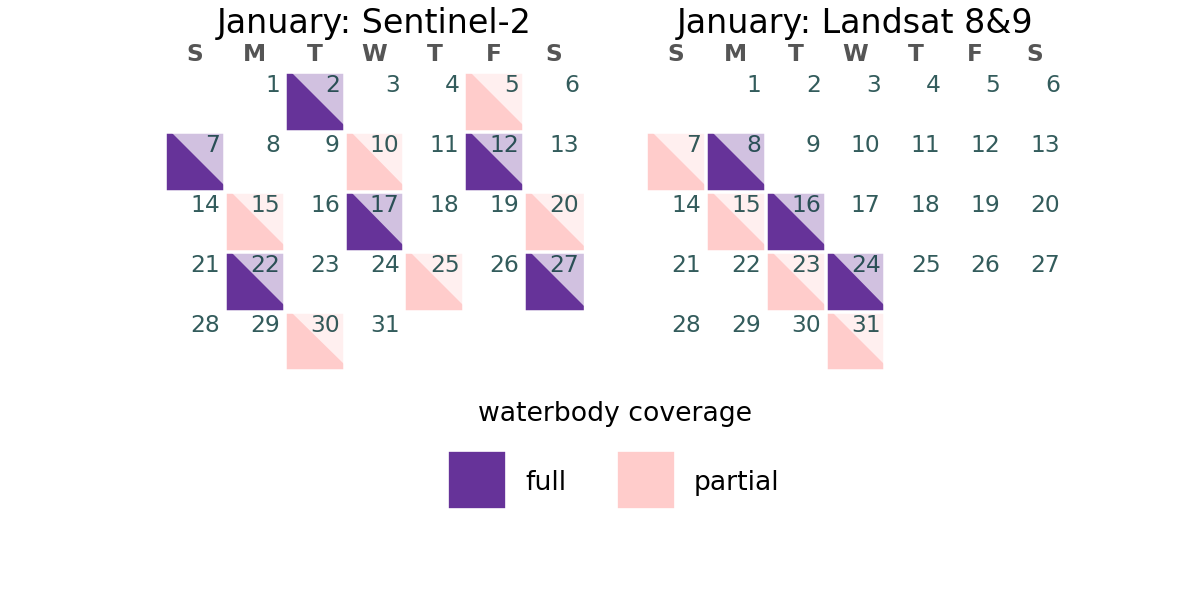 January: Sentinel-2
S M T W T F S
1 2 3 4 5 6
7 8 9 10 11 12 13
14 15 16 17 18 19 20
21 22 23 24 25 26 27
28 29 30 31
January: Landsat 8&9
S M T W T F S
1 2 3 4 5 6
7 8 9 10 11 12 13
14 15 16 17 18 19 20
21 22 23 24 25 26 27
28 29 30 31
waterbody coverage
full partial